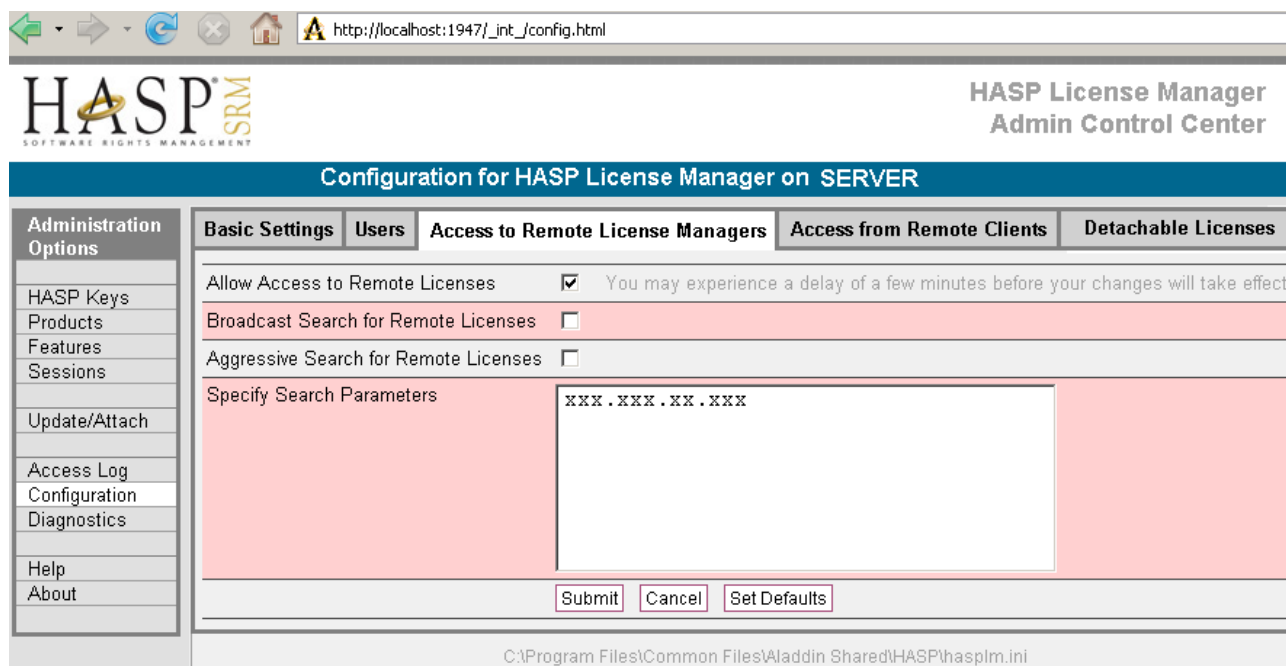 http://localhost:1947/_int_/config.html
HASP SRM
SOFTWARE RIGHTS MANAGEMENT
HASP License Manager
Admin Control Center
Configuration for HASP License Manager on SERVER
Administration Options
HASP Keys
Products
Features
Sessions
Update/Attach
Access Log
Configuration
Diagnostics
Help
About
Basic Settings Users Access to Remote License Managers Access from Remote Clients Detachable Licenses
Allow Access to Remote Licenses You may experience a delay of a few minutes before your changes will take effect
Broadcast Search for Remote Licenses
Aggressive Search for Remote Licenses
Specify Search Parameters xxx.xxx.xx.xxx
Submit Cancel Set Defaults
C:\Program Files\Common Files\Aladdin Shared\HASP\hasplm.ini